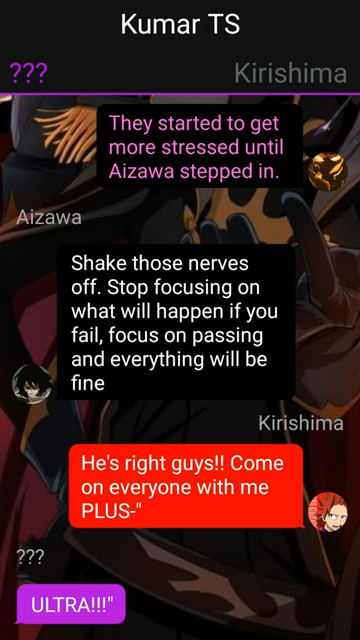 Kumar TS
??? Kirishima
They started to get
more stressed until
Aizawa stepped in.
Aizawa
Shake those nerves
off. Stop focusing on
what will happen if you
fail, focus on passing
and everything will be
fine
Kirishima
He's right guys!! Come
on everyone with me
PLUS-"
???
ULTRA!!!"